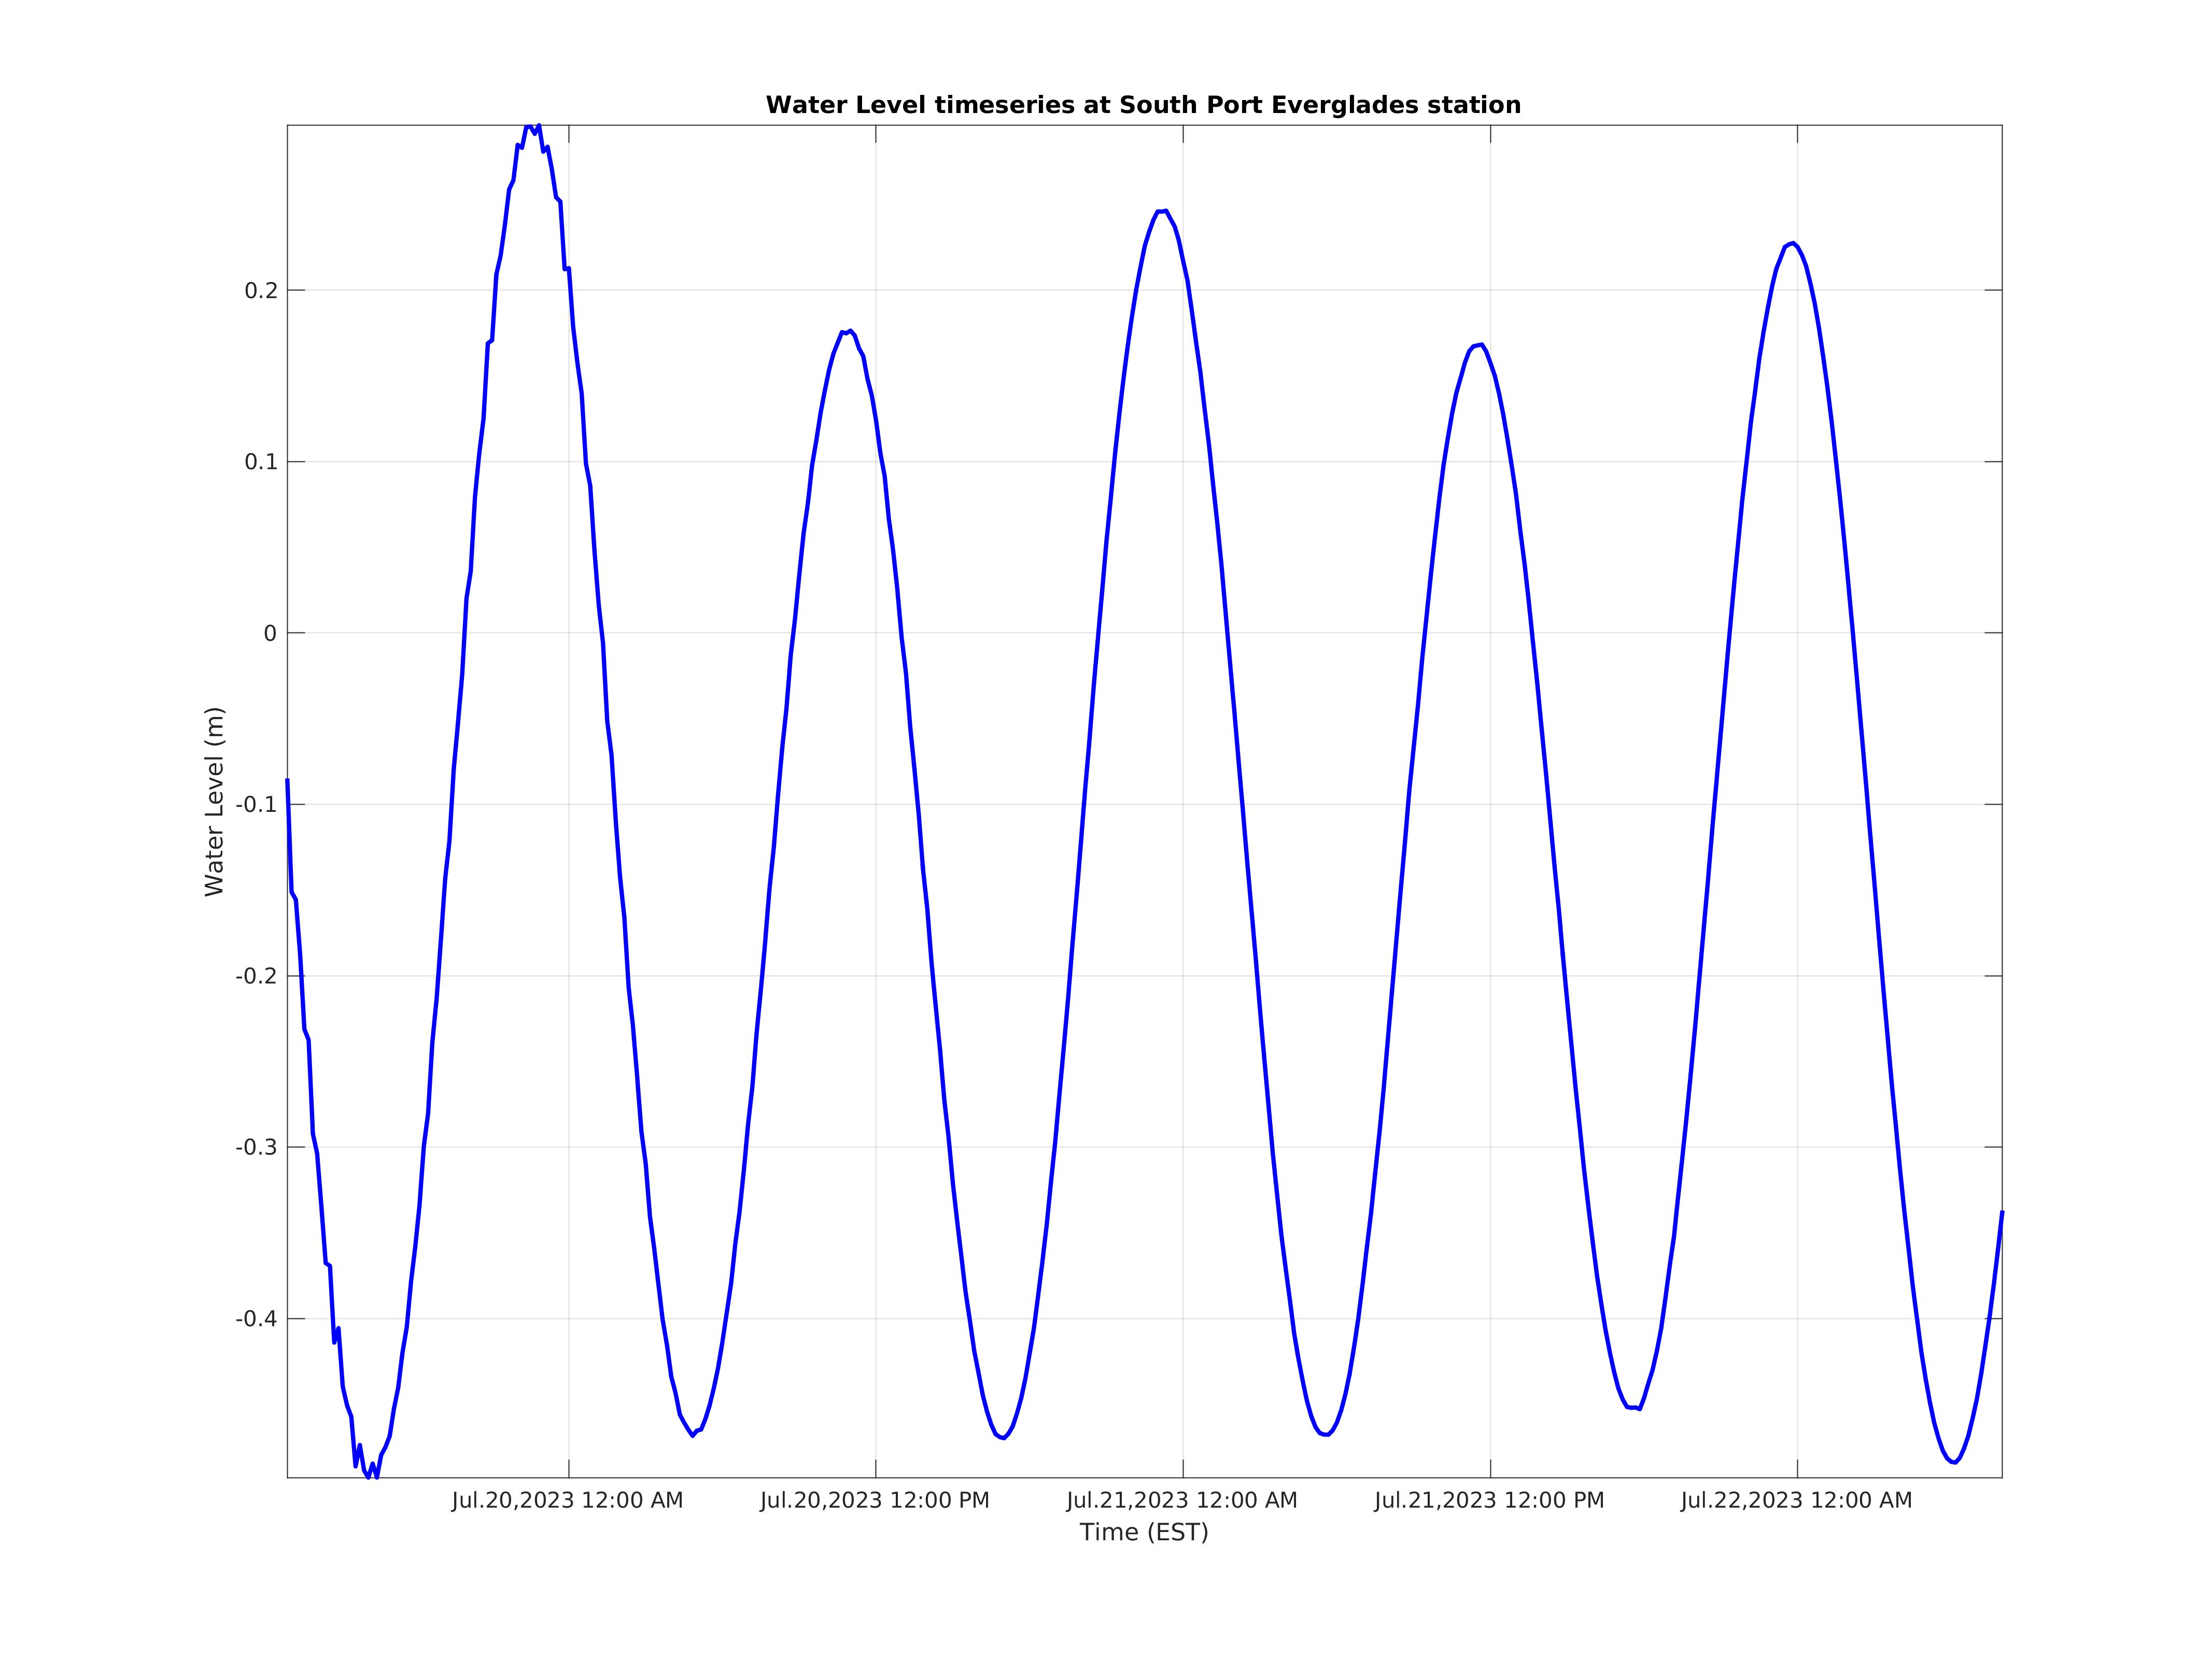 Water Level timeseries at South Port Everglades station
0.2
0.1
0
-0.1
-0.2
-0.3
-0.4
Water Level (m)
Jul.20,2023 12:00 AM
Jul.20,2023 12:00 PM
Jul.21,2023 12:00 AM
Jul.21,2023 12:00 PM
Jul.22,2023 12:00 AM
Time (EST)